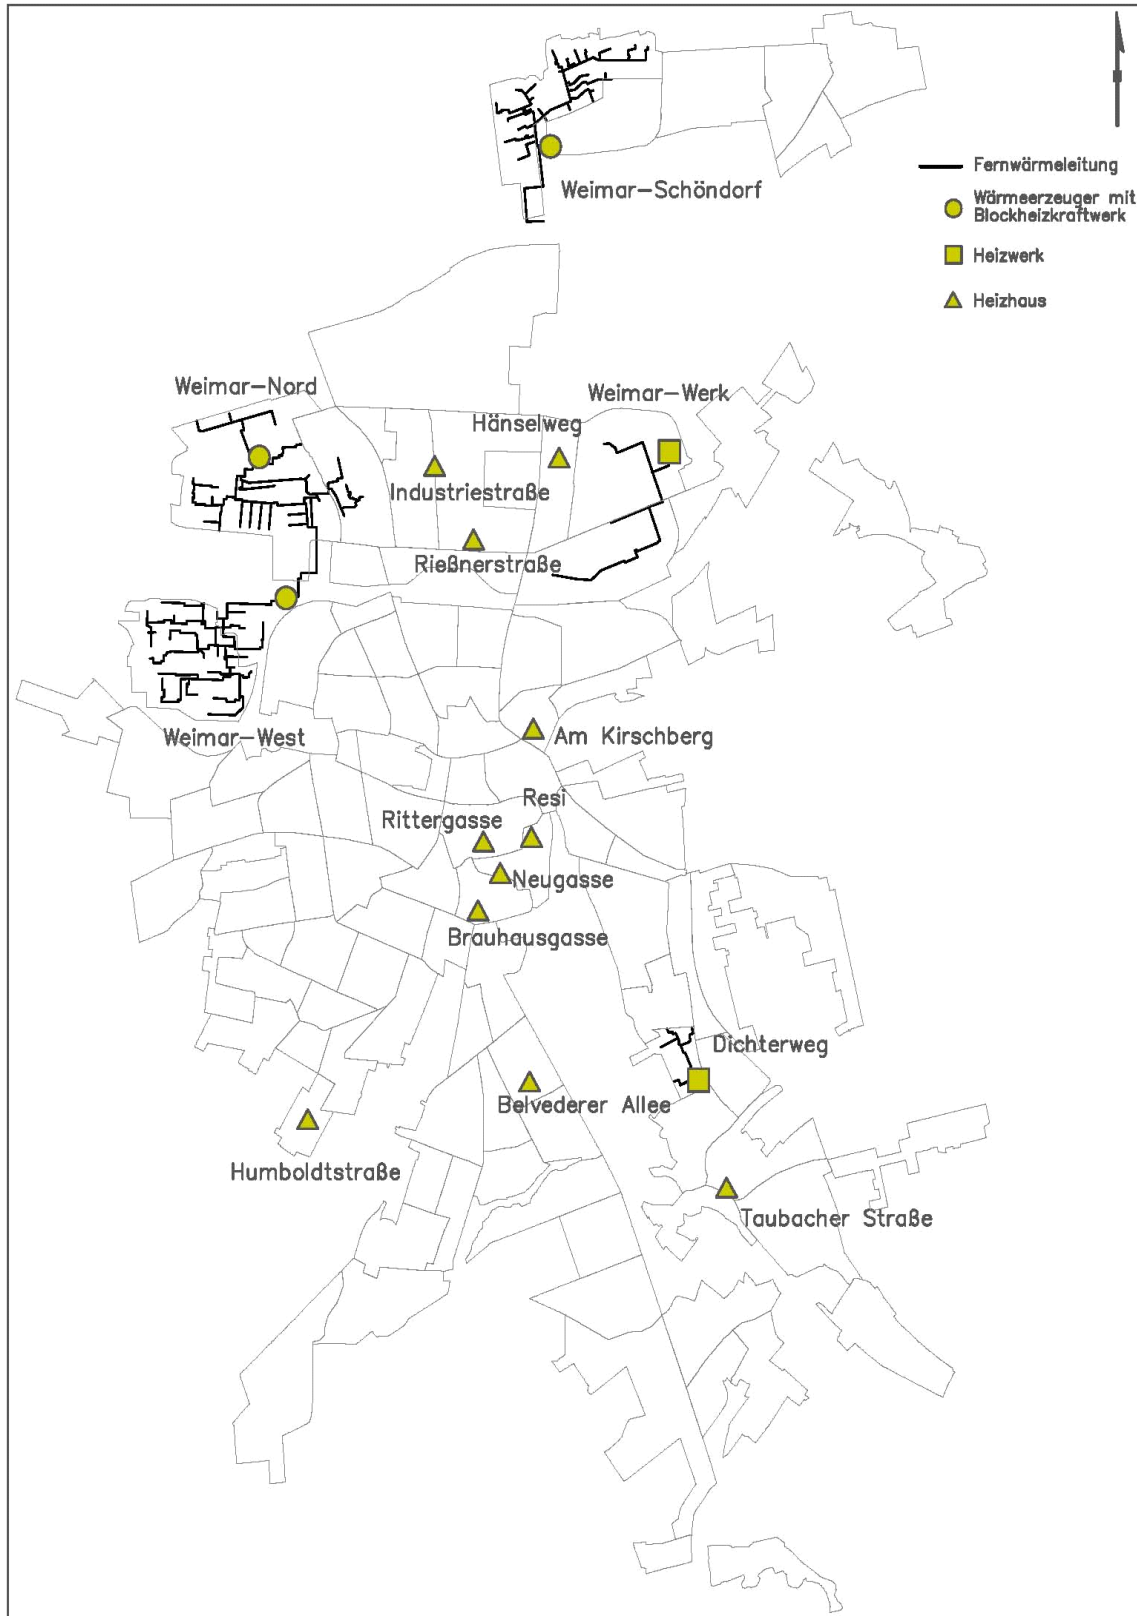 Weimar-Schöndorf
Fernwärmeleitung
Wärmeerzeuger mit
Blockheizkraftwerk
Heizwerk
Heizhaus
Weimar-Nord
Weimar-Werk
Hänselweg
Industriestraße
Rießnerstraße
Weimar-West
Am Kirschberg
Resi
Rittergasse
Neugasse
Brauhausgasse
Dichterweg
Belvederer Allee
Humboldtstraße
Taubacher Straße